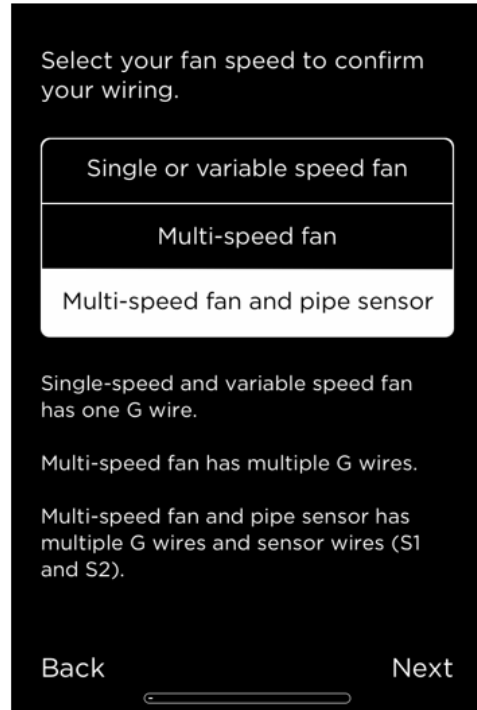 Select your fan speed to confirm
your wiring.
Single or variable speed fan
Multi-speed fan
Multi-speed fan and pipe sensor
Single-speed and variable speed fan
has one G wire.
Multi-speed fan has multiple G wires.
Multi-speed fan and pipe sensor has
multiple G wires and sensor wires (S1
and S2).
Back
Next